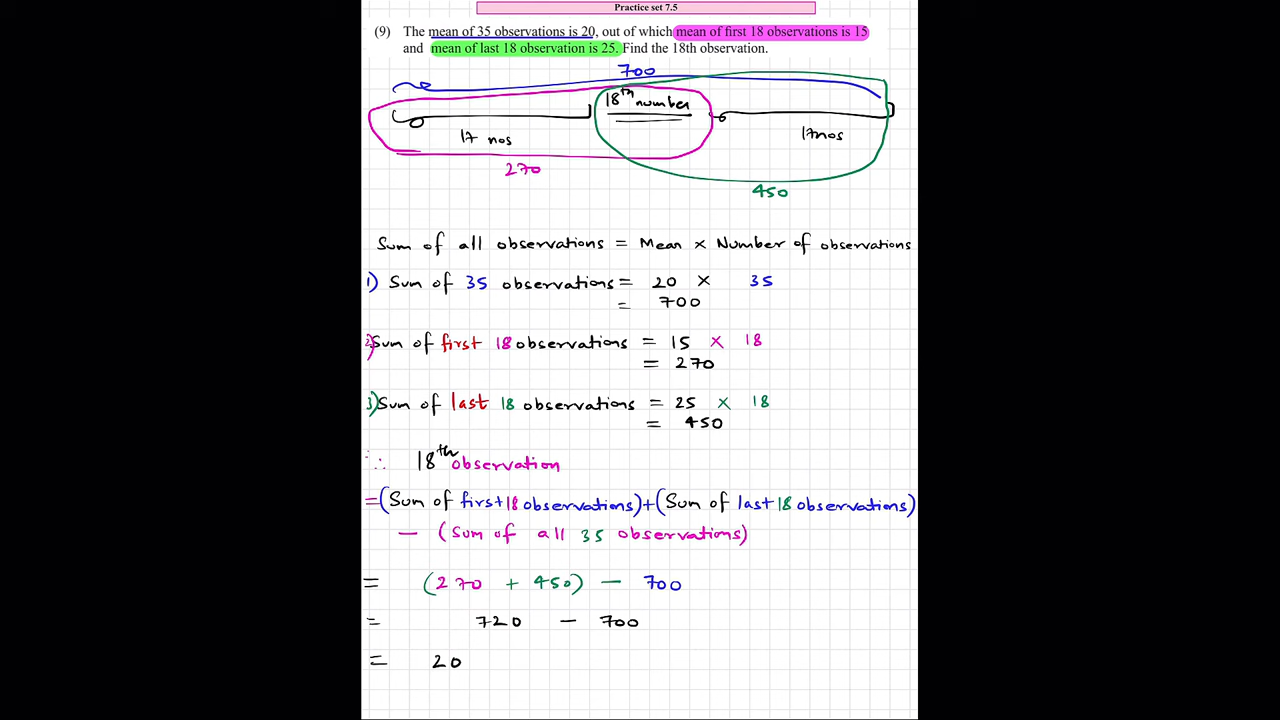 Practice set 7.5
(9) The mean of 35 observations is 20, out of which mean of first 18 observations is 15
and mean of last 18 observation is 25. Find the 18th observation.
700
18th number
17 nos
17nos
270
450
Sum of all observations = Mean × Number of observations
1) Sum of 35 observations = 20 × 35
= 700
2) Sum of first 18 observations = 15 × 18
= 270
3) Sum of last 18 observations = 25 × 18
= 450
∵ 18th observation
= (Sum of first 18 observations) + (Sum of last 18 observations)
− (Sum of all 35 observations)
= (270 + 450) − 700
= 720 − 700
= 20